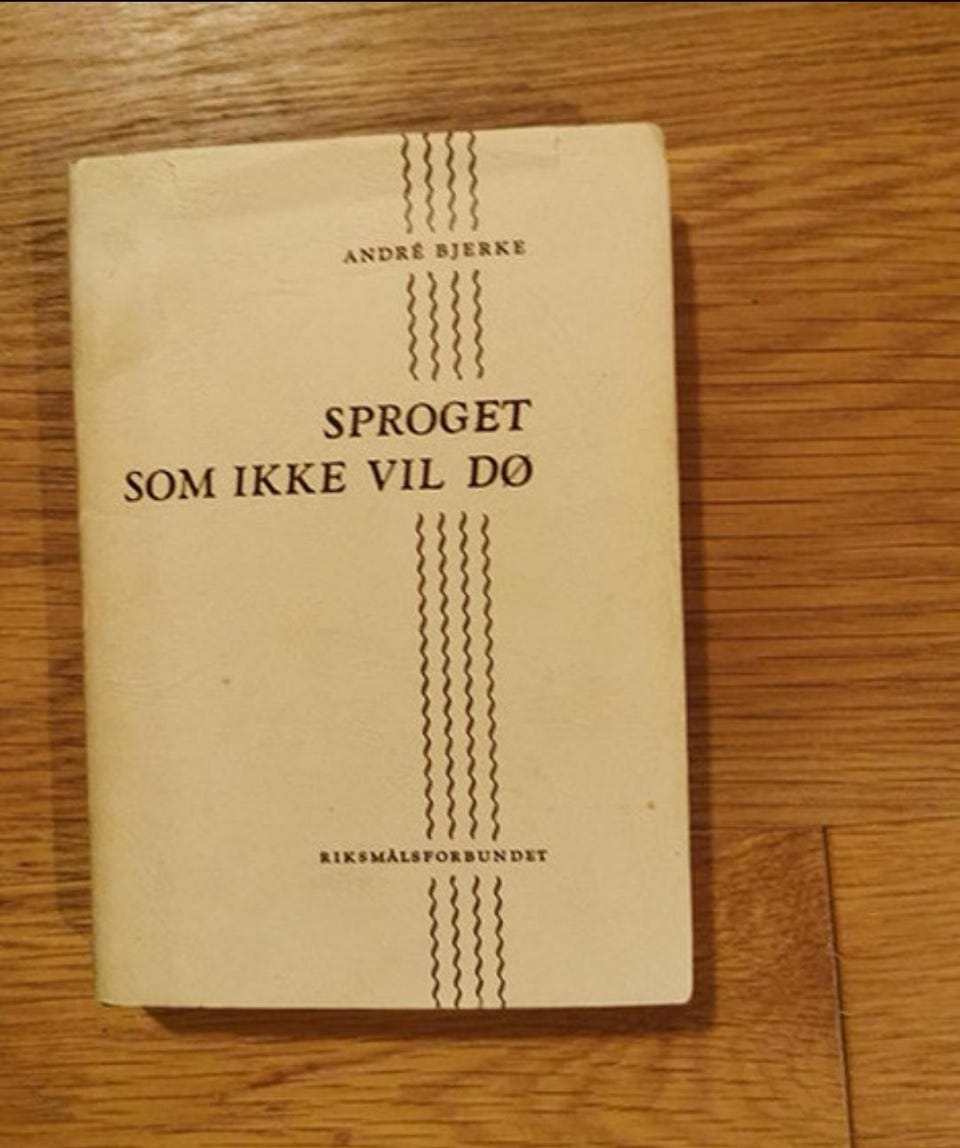 ANDRÉ BJERKE
SPROGET
SOM IKKE VIL DØ
RIKSMÅLSFORBUNDET